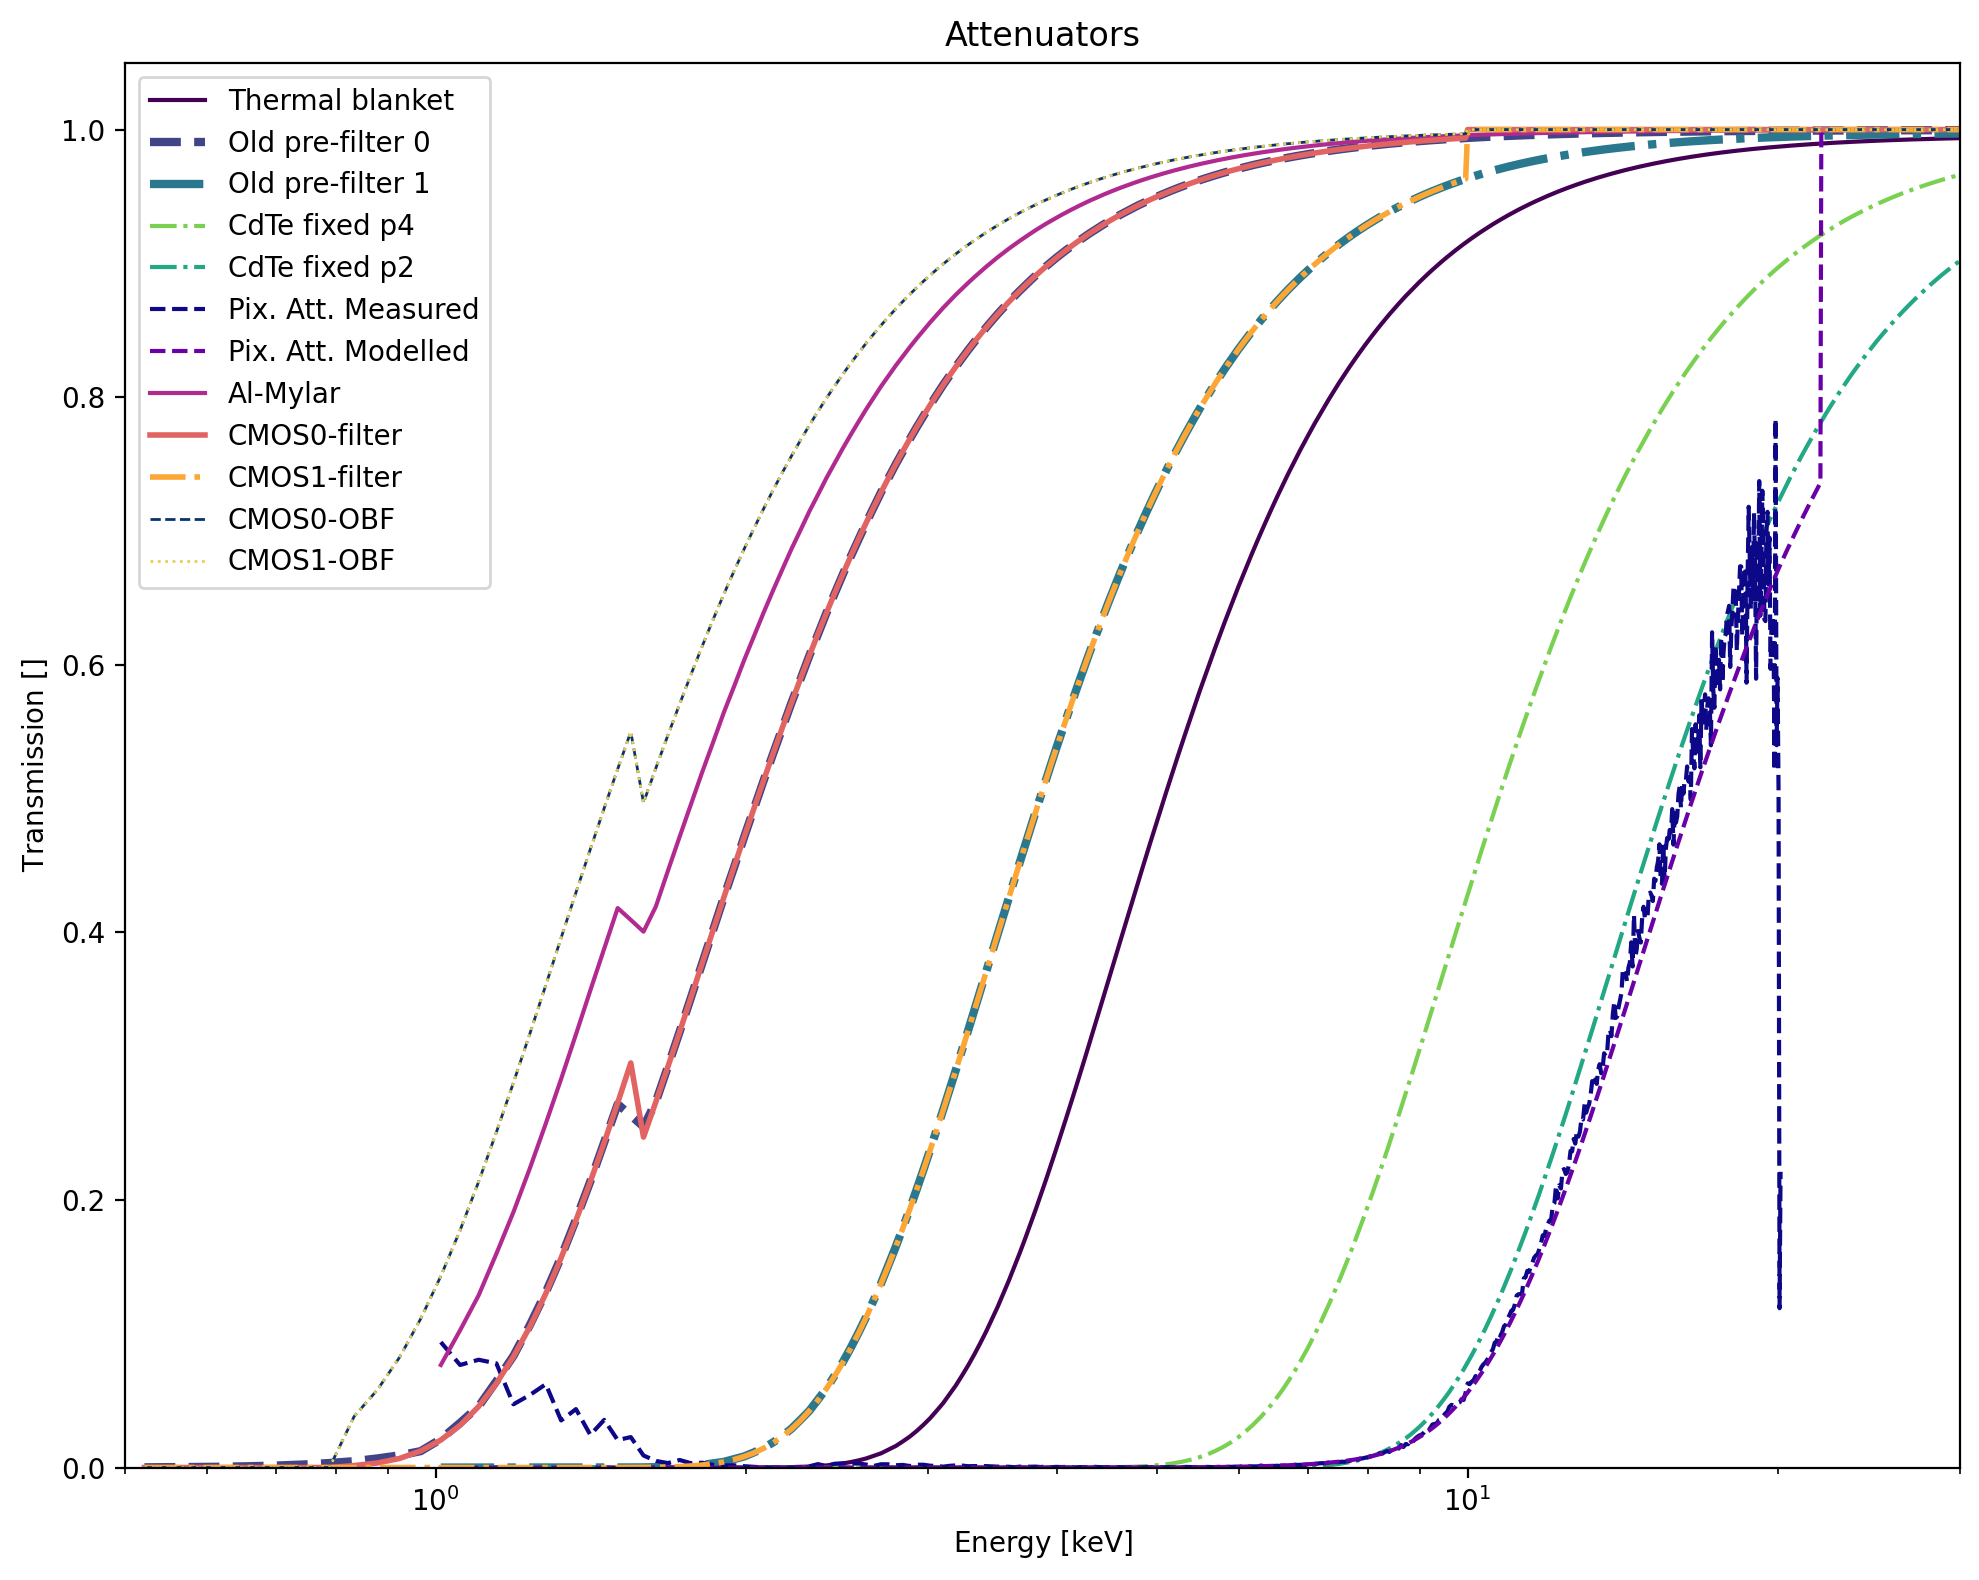 Attenuators
Thermal blanket
Old pre-filter 0
Old pre-filter 1
CdTe fixed p4
CdTe fixed p2
Pix. Att. Measured
Pix. Att. Modelled
Al-Mylar
CMOS0-filter
CMOS1-filter
CMOS0-OBF
CMOS1-OBF
1.0
0.8
0.6
0.4
0.2
0.0
Transmission []
10⁰
10¹
Energy [keV]